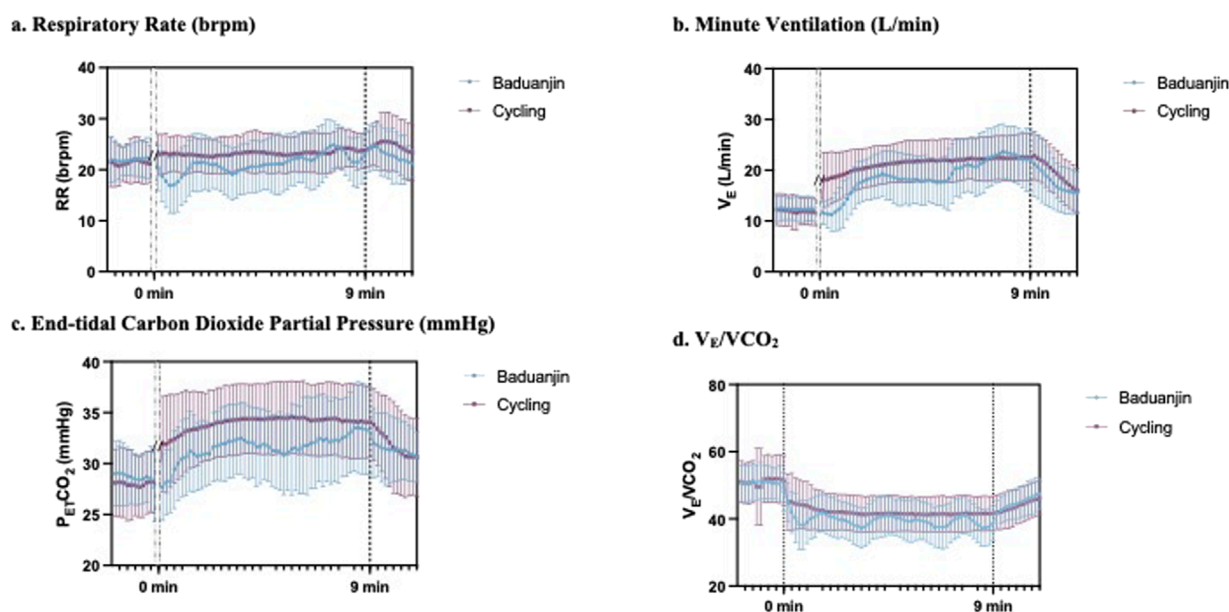 a. Respiratory Rate (brpm)
40
30
20
10
0
RR (brpm)
0 min
9 min
Baduanjin
Cycling
b. Minute Ventilation (L/min)
40
30
20
10
0
VE (L/min)
0 min
9 min
Baduanjin
Cycling
c. End-tidal Carbon Dioxide Partial Pressure (mmHg)
40
35
30
25
20
PETCO2 (mmHg)
0 min
9 min
Baduanjin
Cycling
d. VE/VCO2
80
60
40
20
VE/VCO2
0 min
9 min
Baduanjin
Cycling